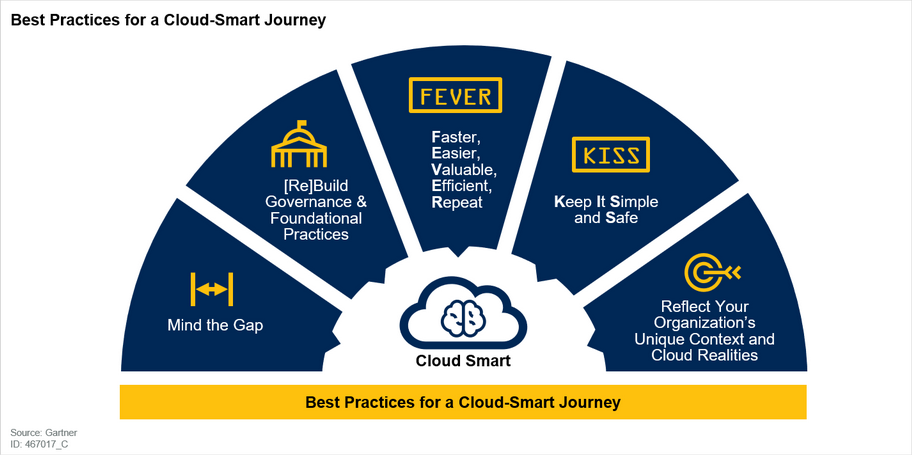 Best Practices for a Cloud-Smart Journey
Mind the Gap
[Re]Build
Governance &
Foundational
Practices
FEVER
Faster,
Easier,
Valuable,
Efficient,
Repeat
KISS
Keep It Simple
and Safe
Reflect Your
Organization's
Unique Context and
Cloud Realities
Cloud Smart
Best Practices for a Cloud-Smart Journey
Source: Gartner
ID: 467017_C